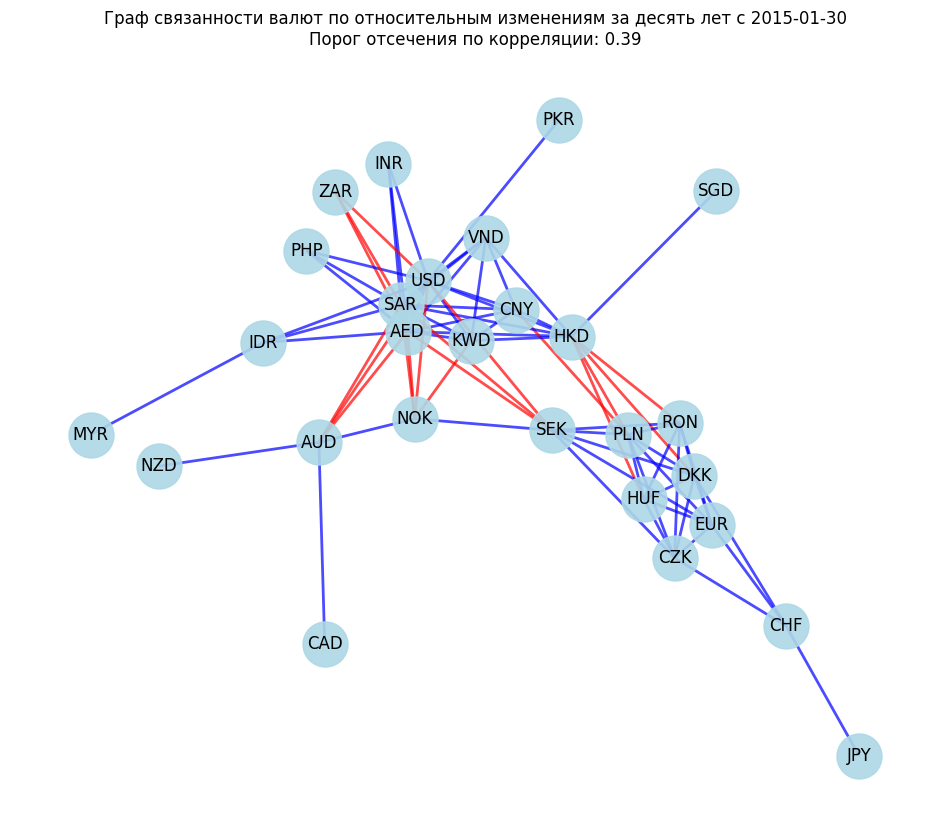 Граф связанности валют по относительным изменениям за десять лет с 2015-01-30
Порог отсечения по корреляции: 0.39
PKR
INR
ZAR
SGD
VND
PHP
USD
SAR
CNY
AED
KWD
HKD
IDR
NOK
RON
SEK
PLN
MYR
AUD
NZD
DKK
HUF
EUR
CZK
CHF
CAD
JPY